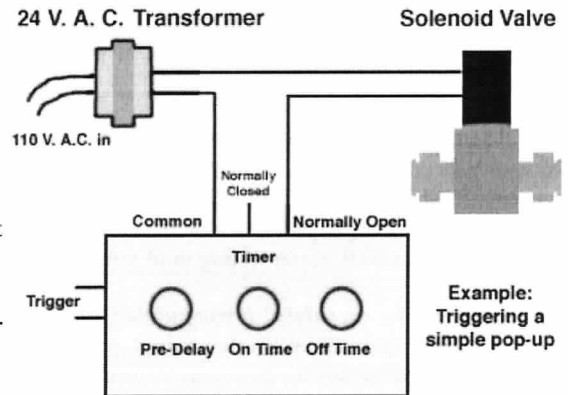 24 V. A. C. Transformer
Solenoid Valve
110 V. A.C. in
Normally
Closed
Common
Normally Open
Timer
Trigger
Pre-Delay
On Time
Off Time
Example:
Triggering a
simple pop-up